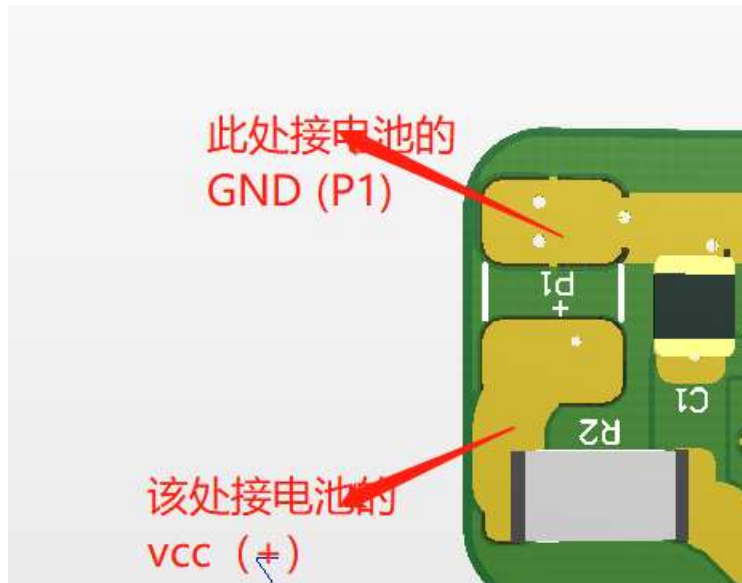 此处接电池的
GND (P1)
P1
+
C1
R2
该处接电池的
vcc（+）